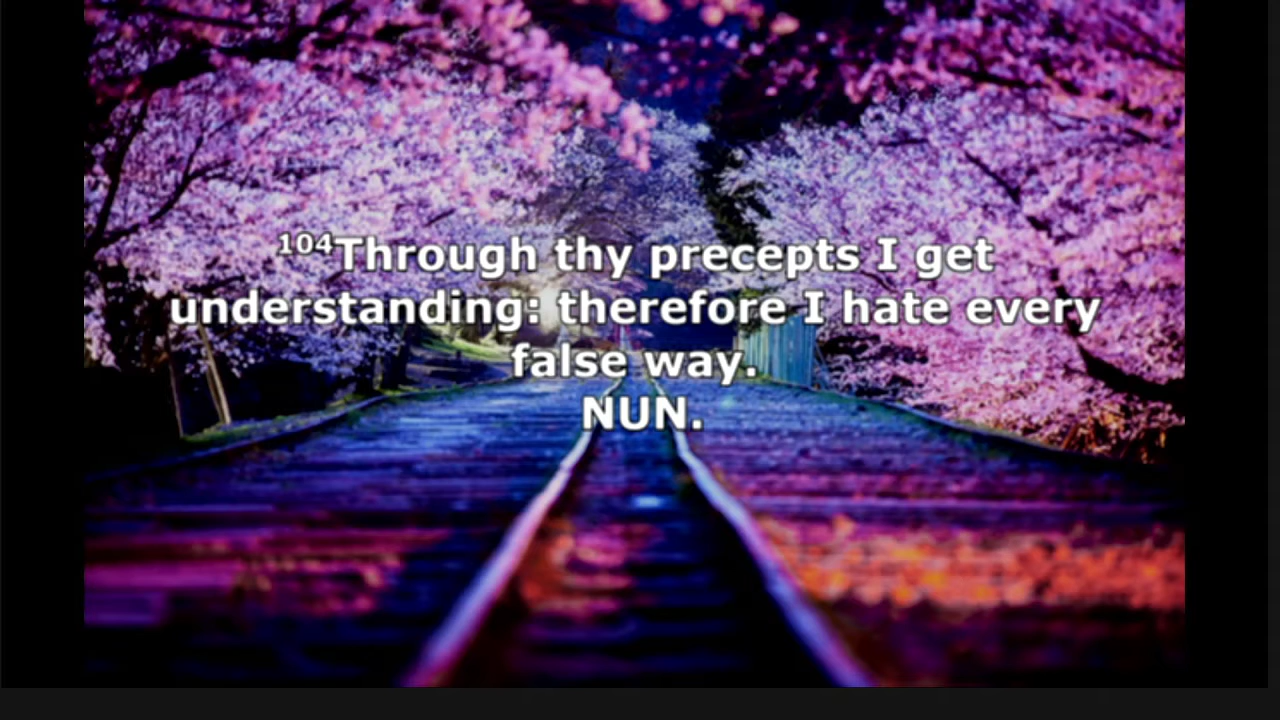 104Through thy precepts I get
understanding: therefore I hate every
false way.
NUN.